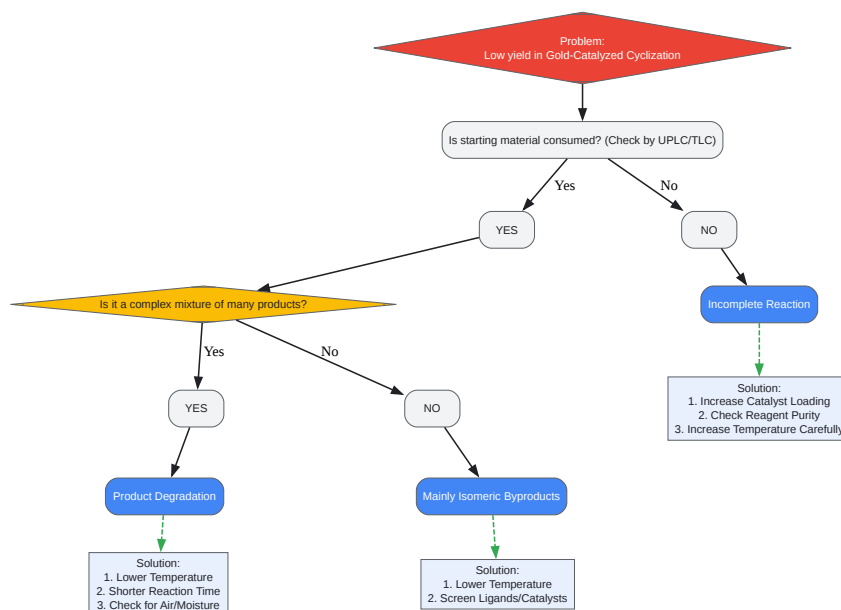 Problem:
Low yield in Gold-Catalyzed Cyclization
Is starting material consumed? (Check by UPLC/TLC)
Yes
No
YES
NO
Is it a complex mixture of many products?
Incomplete Reaction
Yes
No
Solution:
1. Increase Catalyst Loading
2. Check Reagent Purity
3. Increase Temperature Carefully
YES
NO
Product Degradation
Mainly Isomeric Byproducts
Solution:
1. Lower Temperature
2. Shorter Reaction Time
3. Check for Air/Moisture
Solution:
1. Lower Temperature
2. Screen Ligands/Catalysts